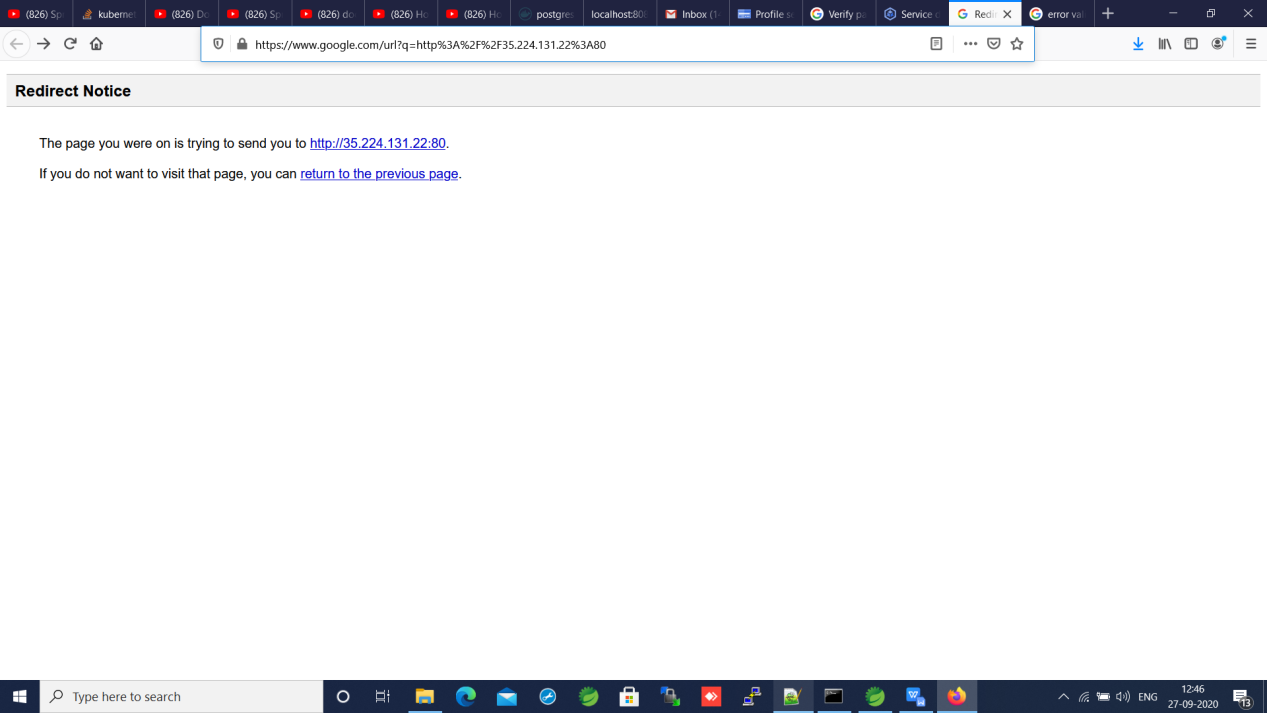 (826) Sp
kubernet
(826) Do
(826) Sp
(826) do
(826) Ho
(826) Ho
postgres
localhost:808
Inbox (1
Profile se
Verify pa
Service
Redi
error val
https://www.google.com/url?q=http%3A%2F%2F35.224.131.22%3A80
Redirect Notice
The page you were on is trying to send you to http://35.224.131.22:80.
If you do not want to visit that page, you can return to the previous page.
Type here to search
ENG
12:46
27-09-2020
13